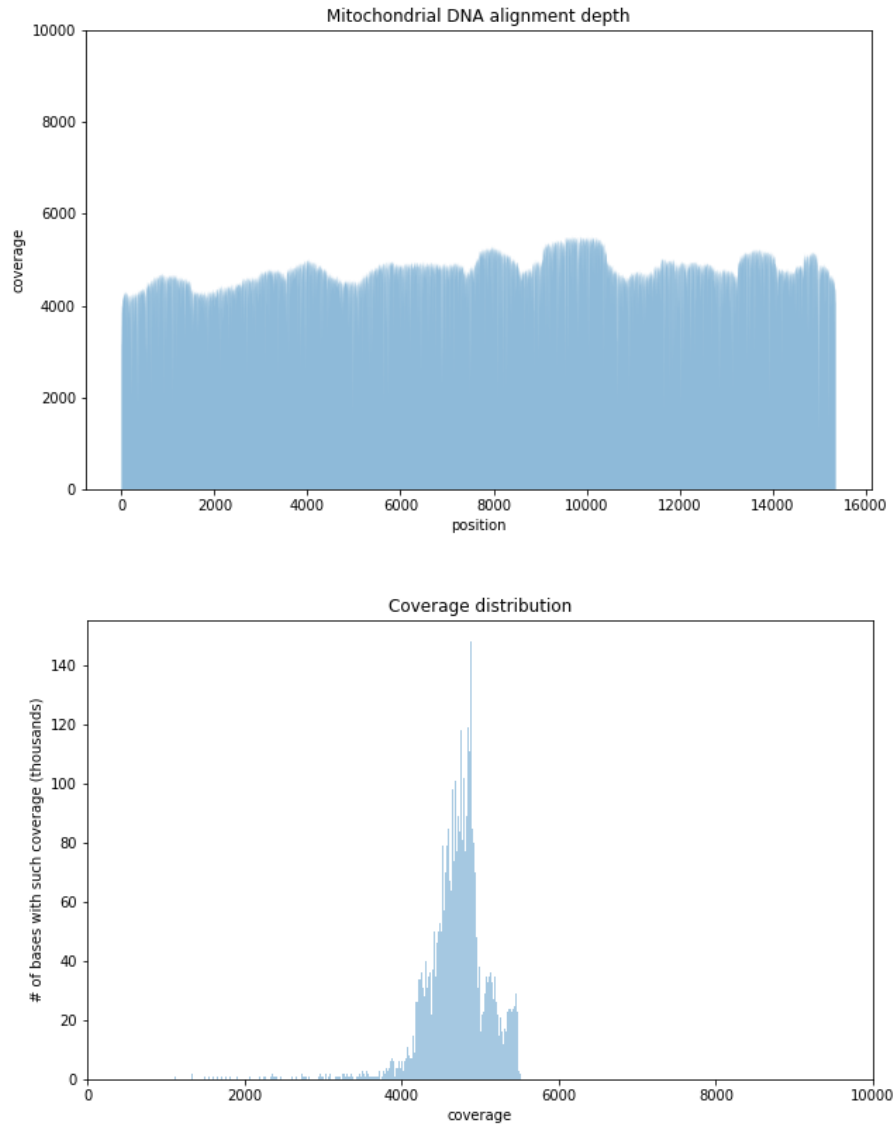 Mitochondrial DNA alignment depth
10000
8000
6000
4000
2000
0
coverage
0 2000 4000 6000 8000 10000 12000 14000 16000
position
Coverage distribution
140
120
100
80
60
40
20
0
# of bases with such coverage (thousands)
0 2000 4000 6000 8000 10000
coverage